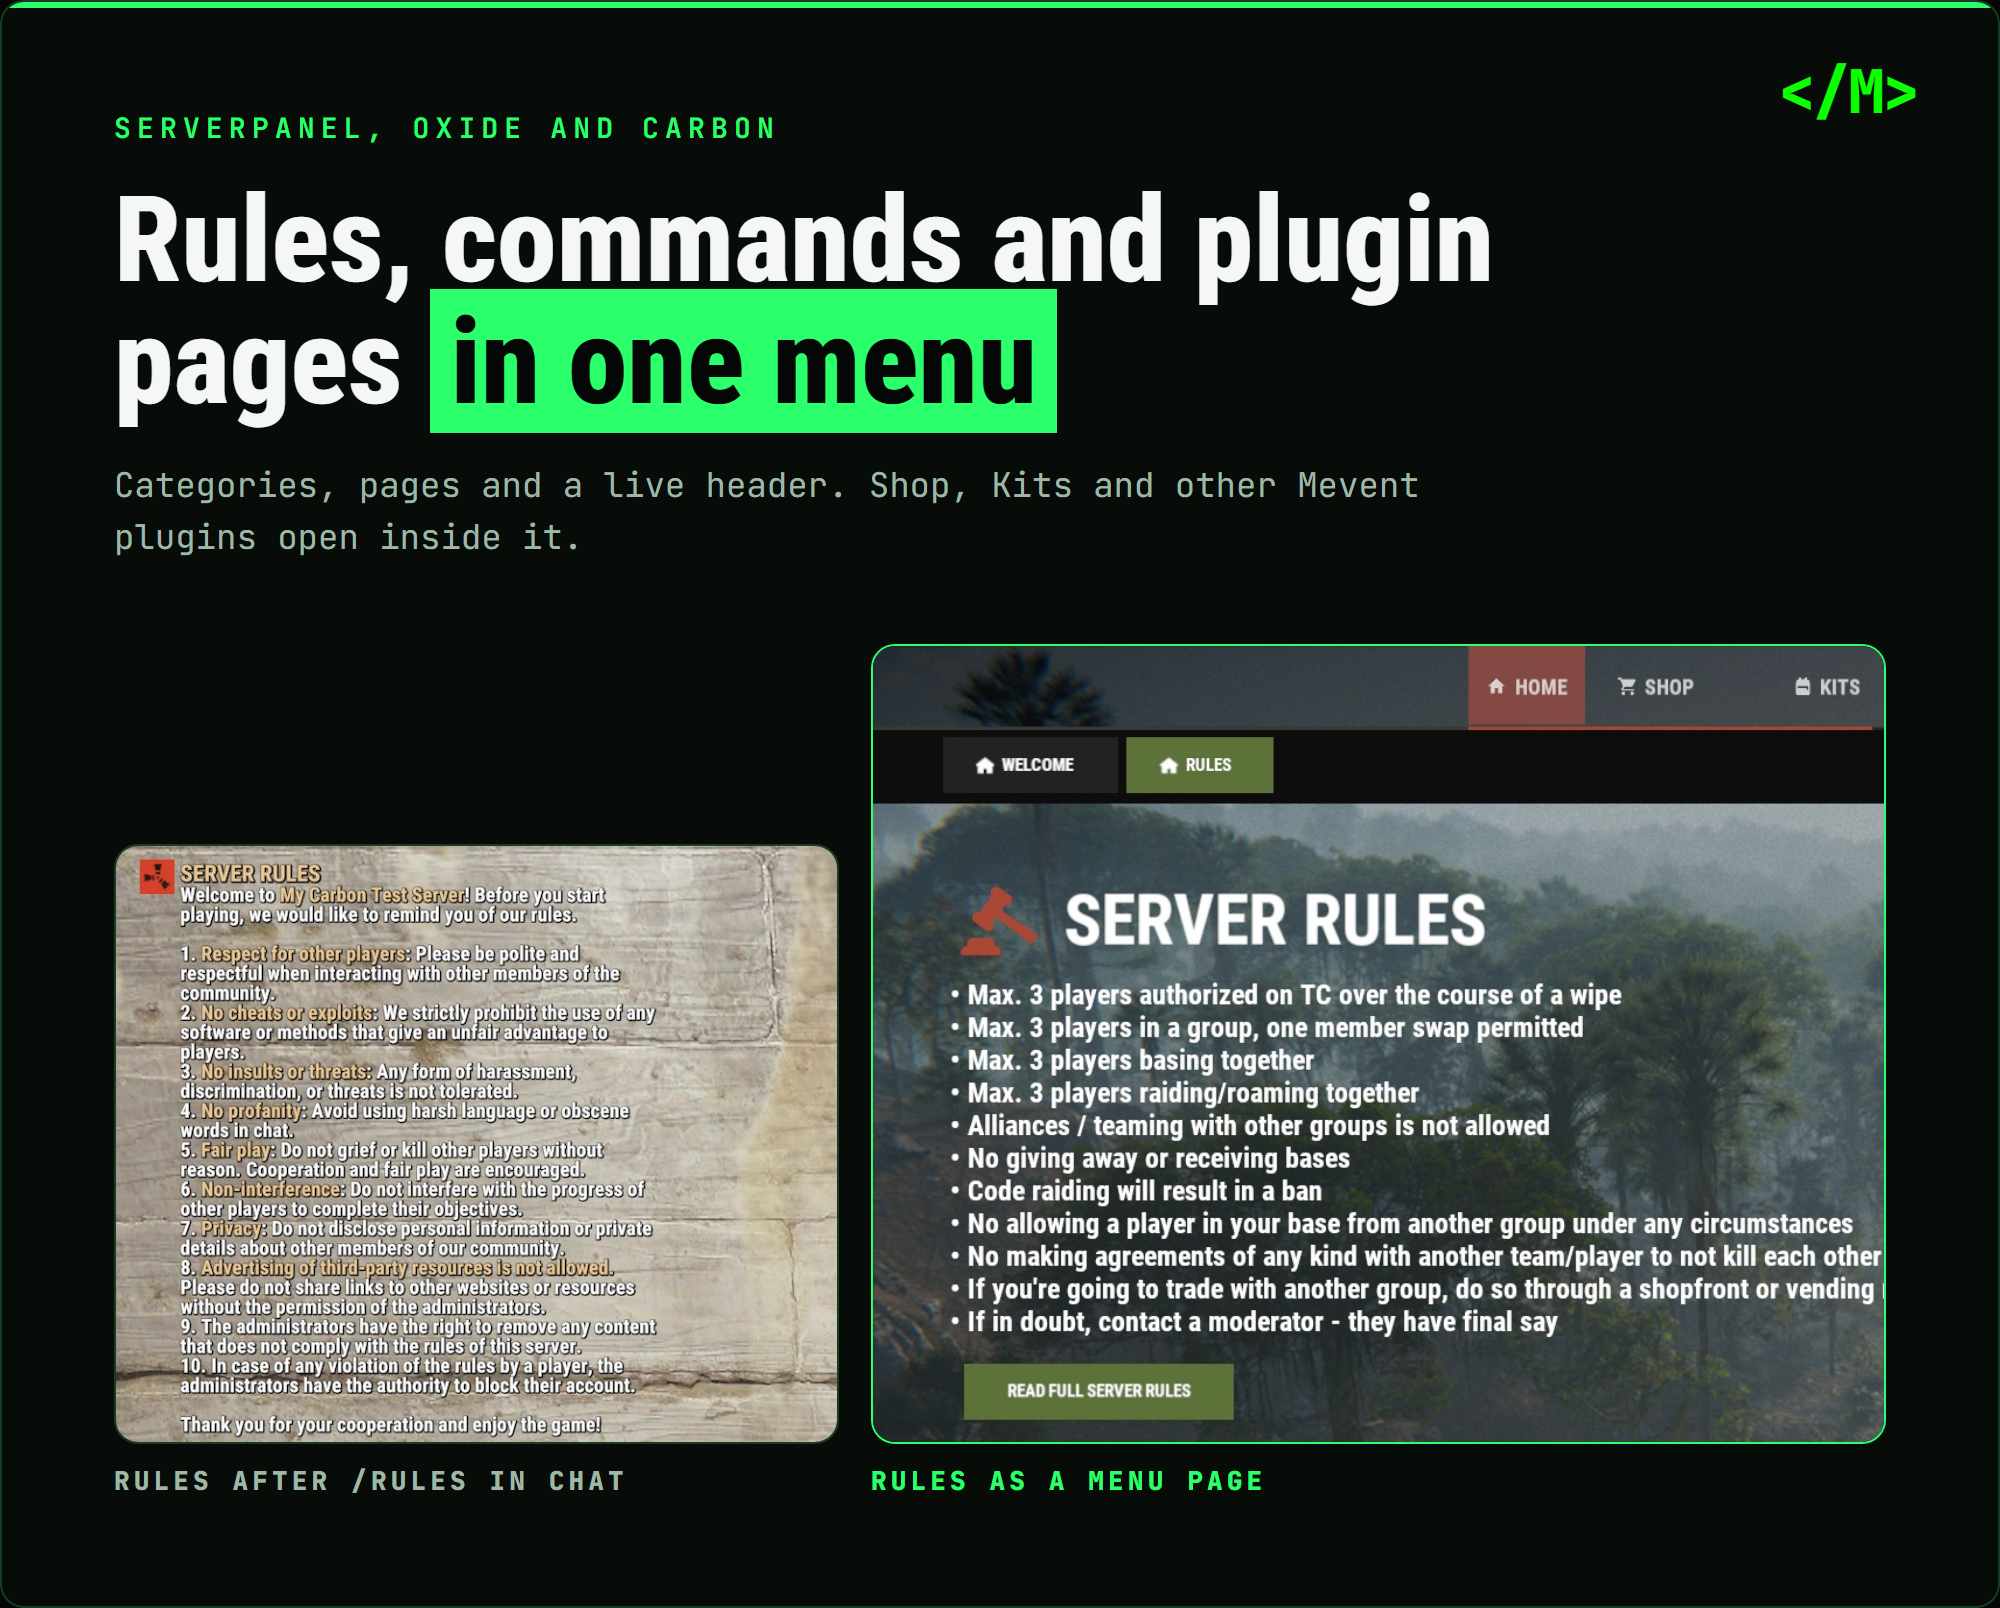 </M>
SERVERPANEL, OXIDE AND CARBON
Rules, commands and plugin
pages in one menu
Categories, pages and a live header. Shop, Kits and other Mevent
plugins open inside it.
SERVER RULES
Welcome to My Carbon Test Server! Before you start
playing, we would like to remind you of our rules.
1. Respect for other players: Please be polite and
respectful when interacting with other members of the
community.
2. No cheats or exploits: We strictly prohibit the use of any
software or methods that give an unfair advantage to
players.
3. No insults or threats: Any form of harassment,
discrimination, or threats is not tolerated.
4. No profanity: Avoid using harsh language or obscene
words in chat.
5. Fair play: Do not grief or kill other players without
reason. Cooperation and fair play are encouraged.
6. Non-interference: Do not interfere with the progress of
other players to complete their objectives.
7. Privacy: Do not disclose personal information or private
details about other members of our community.
8. Advertising of third-party resources is not allowed.
Please do not share links to other websites or resources
without the permission of the administrators.
9. The administrators have the right to remove any content
that does not comply with the rules of this server.
10. In case of any violation of the rules by a player, the
administrators have the authority to block their account.
Thank you for your cooperation and enjoy the game!
RULES AFTER /RULES IN CHAT
HOME SHOP KITS
WELCOME RULES
SERVER RULES
• Max. 3 players authorized on TC over the course of a wipe
• Max. 3 players in a group, one member swap permitted
• Max. 3 players basing together
• Max. 3 players raiding/roaming together
• Alliances / teaming with other groups is not allowed
• No giving away or receiving bases
• Code raiding will result in a ban
• No allowing a player in your base from another group under any circumstances
• No making agreements of any kind with another team/player to not kill each other
• If you're going to trade with another group, do so through a shopfront or vending
• If in doubt, contact a moderator - they have final say
READ FULL SERVER RULES
RULES AS A MENU PAGE